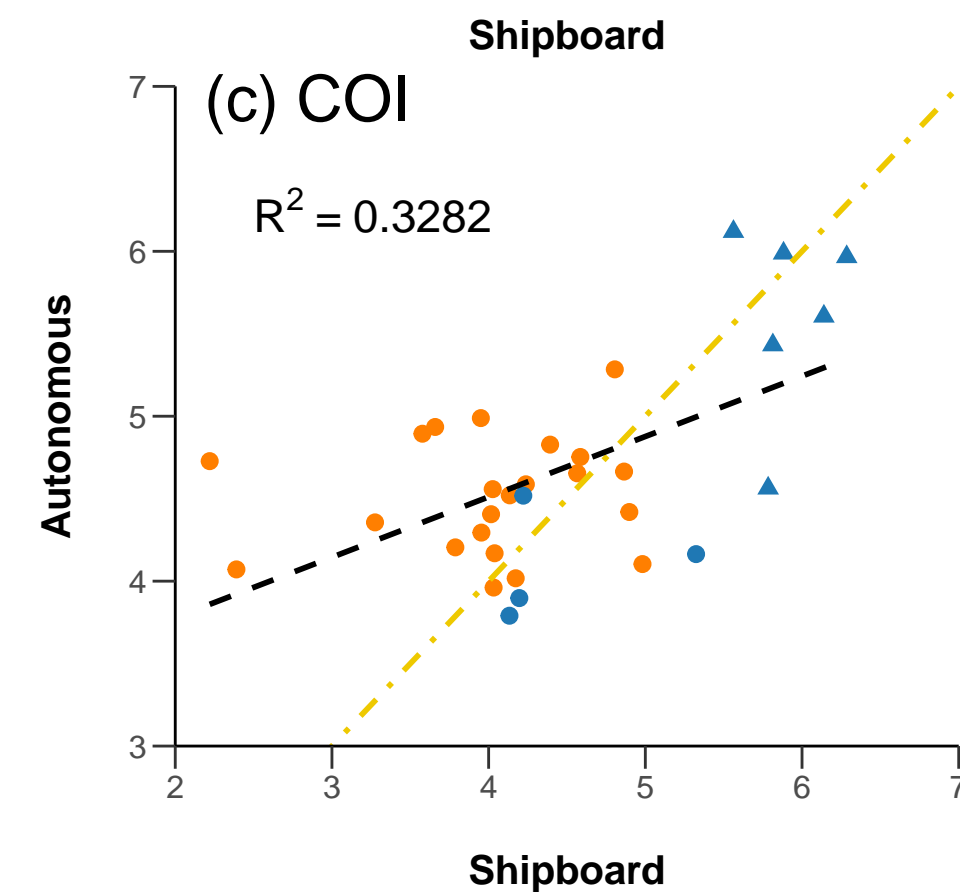 Shipboard
7
(c) COI
R² = 0.3282
6
Autonomous
5
4
3
2 3 4 5 6 7
Shipboard